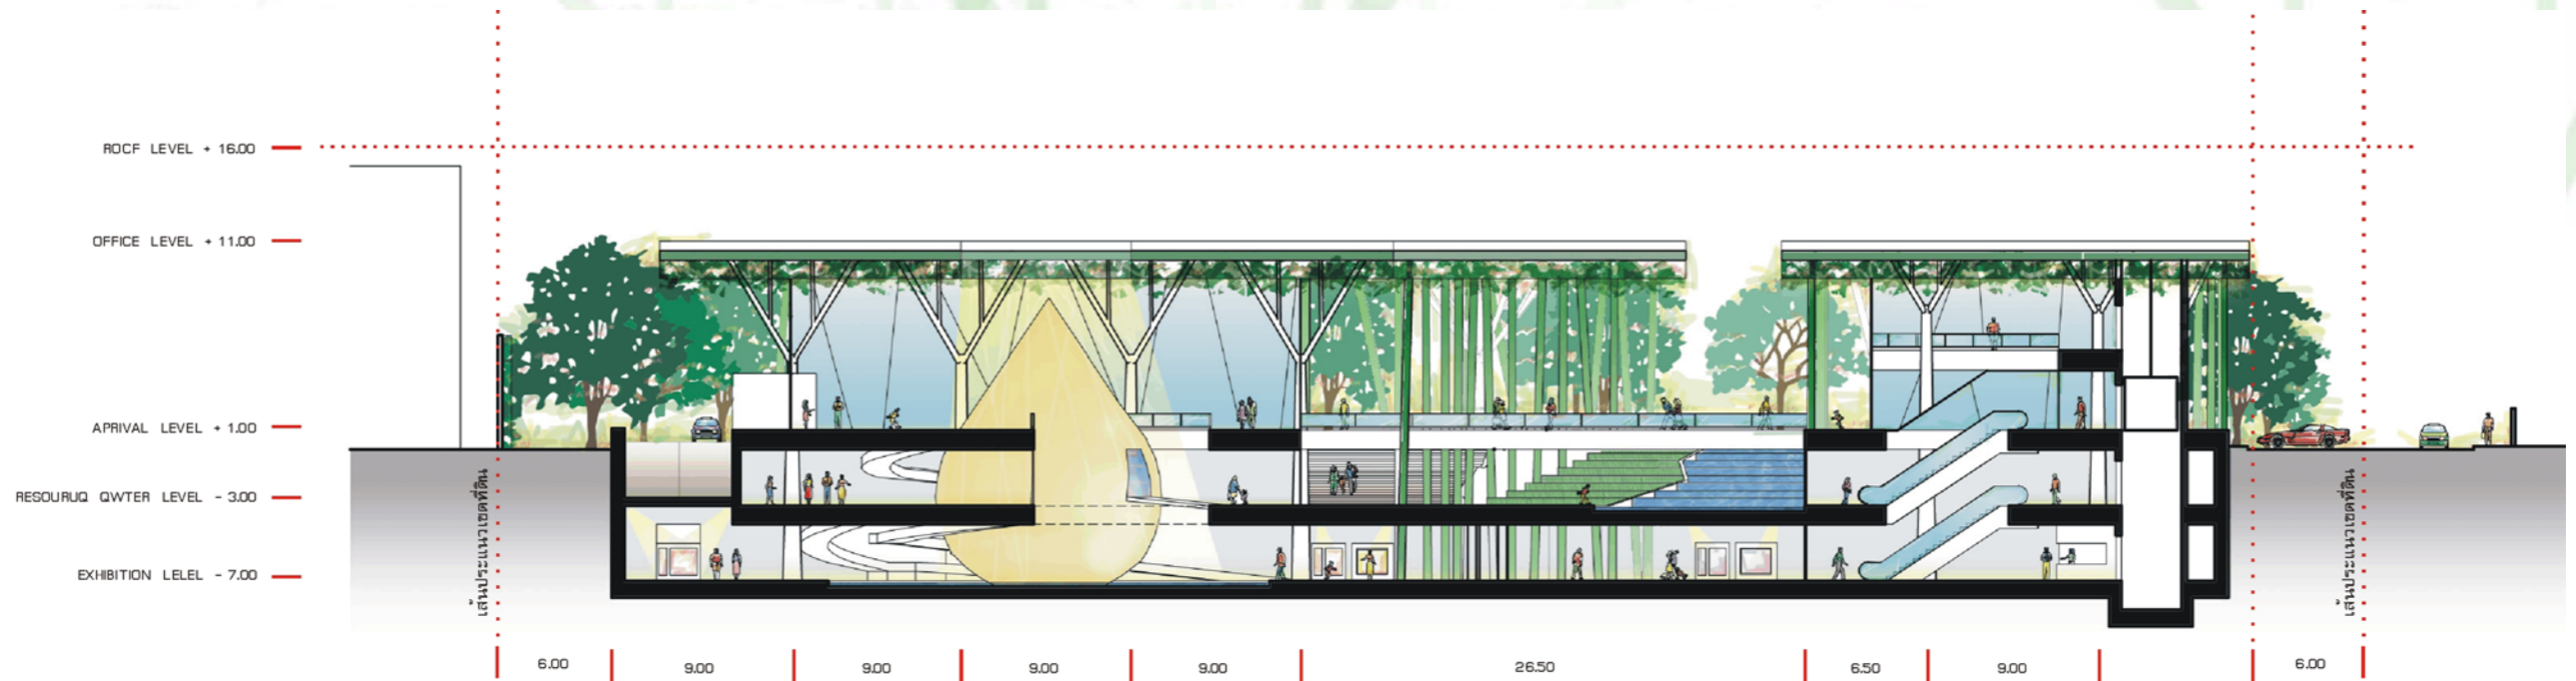 ROCF LEVEL + 16.00
OFFICE LEVEL + 11.00
APRIVAL LEVEL + 1.00
RESOURUQ QWTER LEVEL - 3.00
EXHIBITION LELEL - 7.00
เส้นประแนวเขตที่ดิน
เส้นประแนวเขตที่ดิน
6.00 9.00 9.00 9.00 9.00 26.50 6.50 9.00 6.00